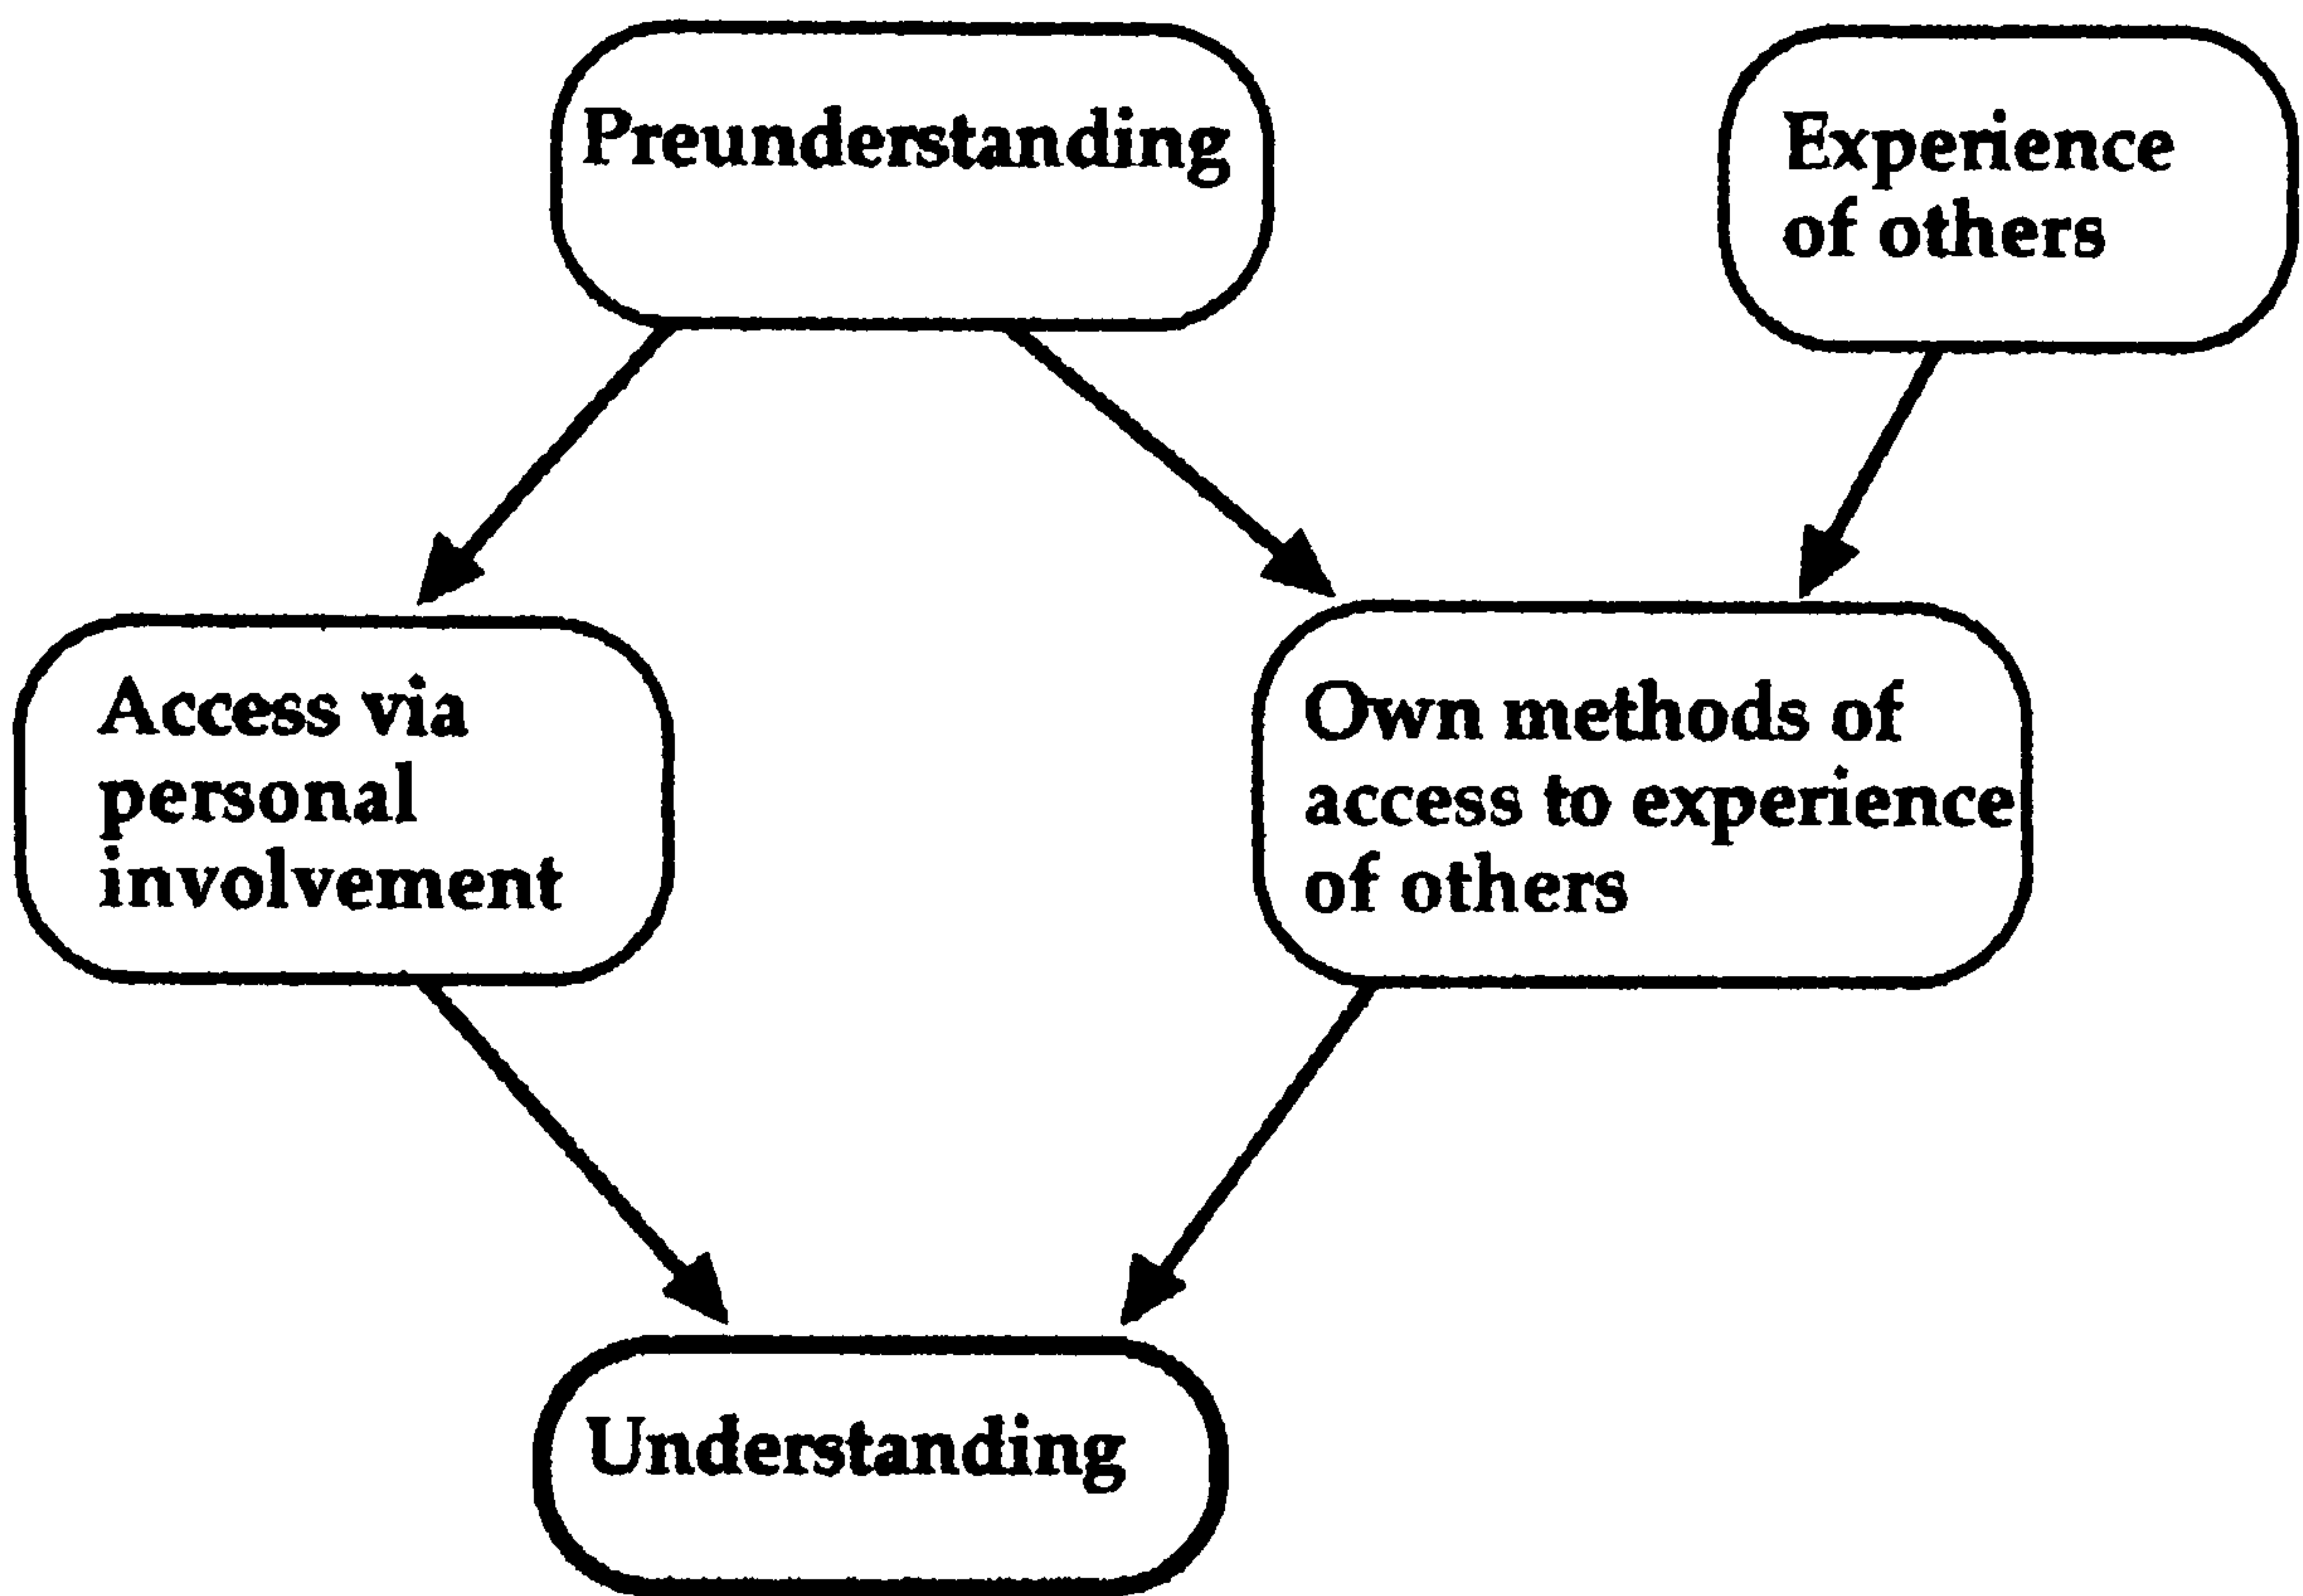 Preunderstanding
Experience
of others
Access via
personal
involvement
Own methods of
access to experience
of others
Understanding